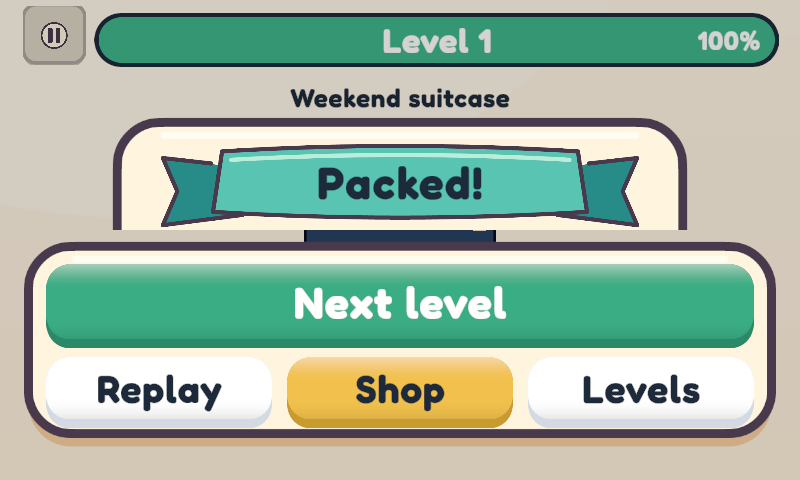 Level 1
100%
Weekend suitcase
Packed!
Next level
Replay
Shop
Levels